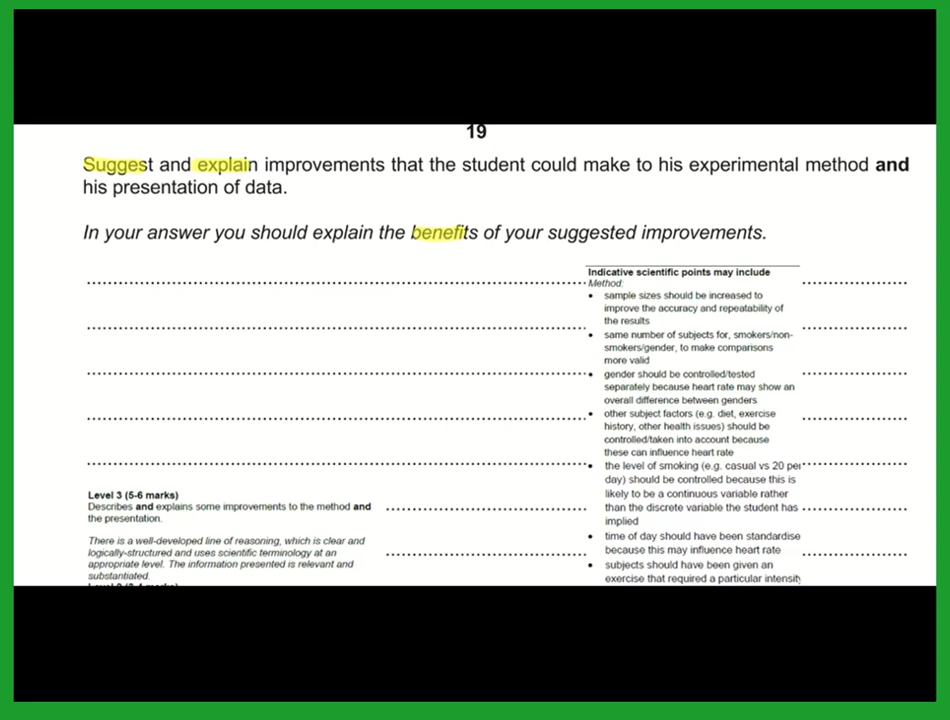 19
Suggest and explain improvements that the student could make to his experimental method and
his presentation of data.
In your answer you should explain the benefits of your suggested improvements.
Indicative scientific points may include
Method:
• sample sizes should be increased to
improve the accuracy and repeatability of
the results
• same number of subjects for, smokers/non-
smokers/gender, to make comparisons
more valid
• gender should be controlled/tested
separately because heart rate may show an
overall difference between genders
• other subject factors (e.g. diet, exercise
history, other health issues) should be
controlled/taken into account because
these can influence heart rate
• the level of smoking (e.g. casual vs 20 per
day) should be controlled because this is
likely to be a continuous variable rather
than the discrete variable the student has
implied
• time of day should have been standardise
because this may influence heart rate
• subjects should have been given an
exercise that required a particular intensity
Level 3 (5-6 marks)
Describes and explains some improvements to the method and
the presentation.
There is a well-developed line of reasoning, which is clear and
logically-structured and uses scientific terminology at an
appropriate level. The information presented is relevant and
substantiated.